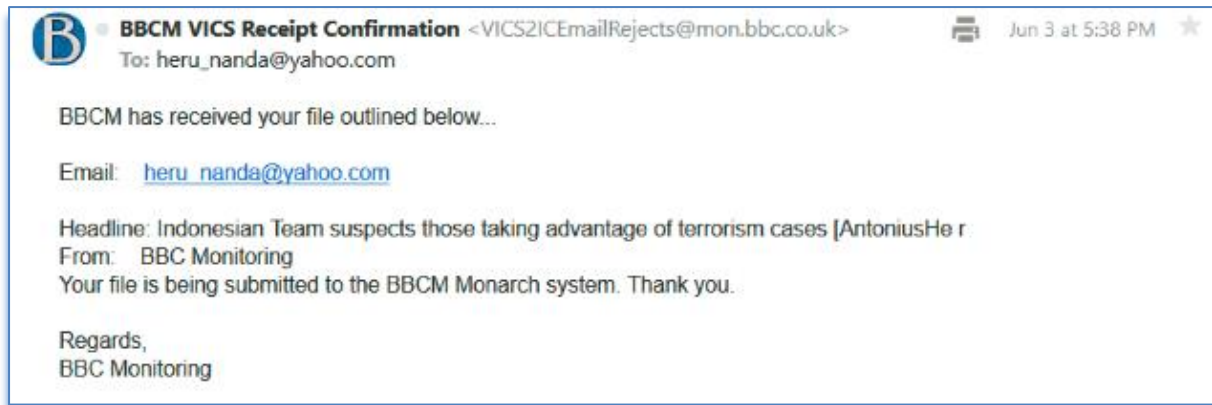 B
BBCM VICS Receipt Confirmation <VICS2ICEmailRejects@mon.bbc.co.uk> Jun 3 at 5:38 PM
To: heru_nanda@yahoo.com
BBCM has received your file outlined below...
Email: heru_nanda@yahoo.com
Headline: Indonesian Team suspects those taking advantage of terrorism cases [AntoniusHe r
From: BBC Monitoring
Your file is being submitted to the BBCM Monarch system. Thank you.
Regards,
BBC Monitoring